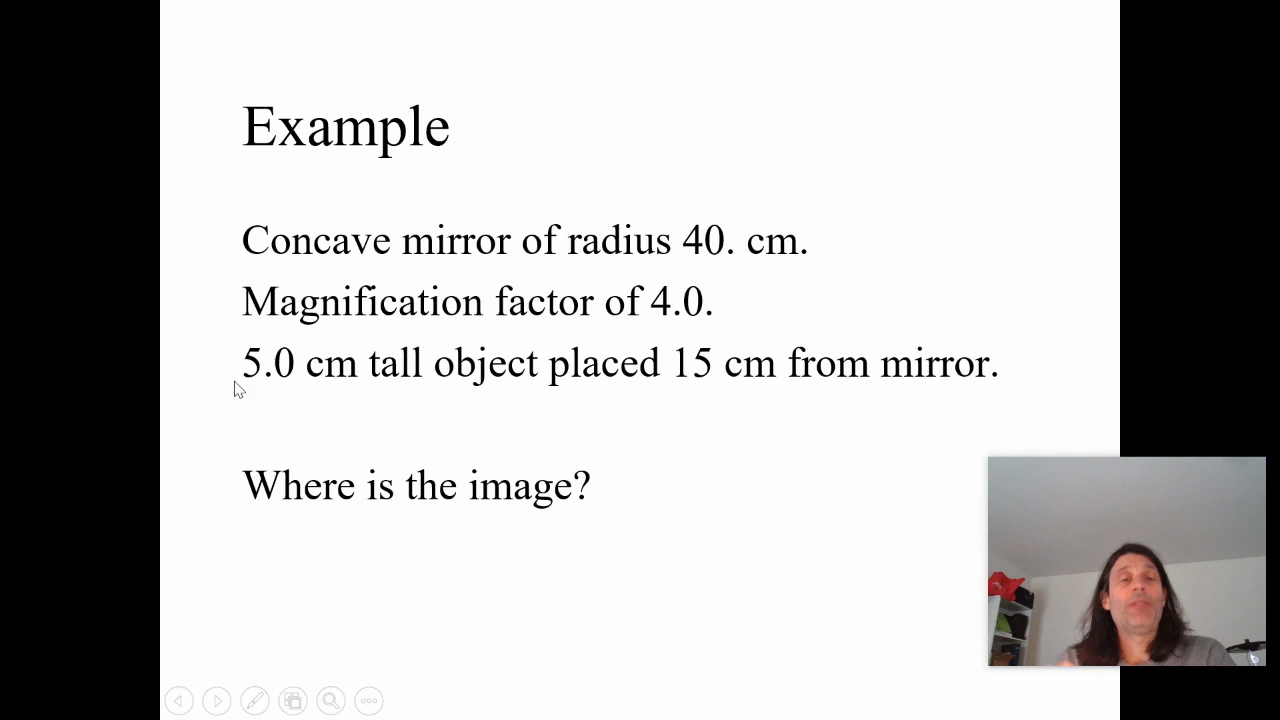 Example
Concave mirror of radius 40. cm.
Magnification factor of 4.0.
5.0 cm tall object placed 15 cm from mirror.
Where is the image?